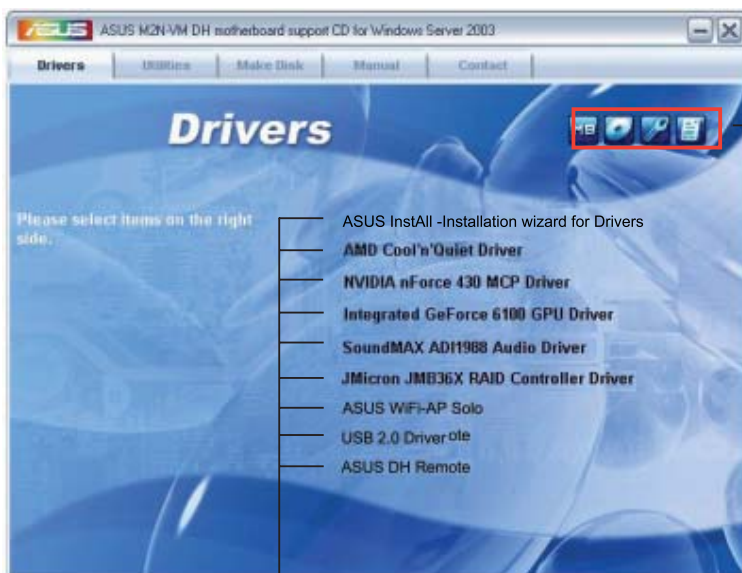 ASUS ASUS M2N-VM DH motherboard support CD for Windows Server 2003
Drivers Utilities Make Disk Manual Contact
Drivers
Please select items on the right
side.
ASUS InstAll -Installation wizard for Drivers
AMD Cool'n'Quiet Driver
NVIDIA nForce 430 MCP Driver
Integrated GeForce 6100 GPU Driver
SoundMAX ADI1988 Audio Driver
JMicron JMB36X RAID Controller Driver
ASUS WiFi-AP Solo
USB 2.0 Driver ote
ASUS DH Remote